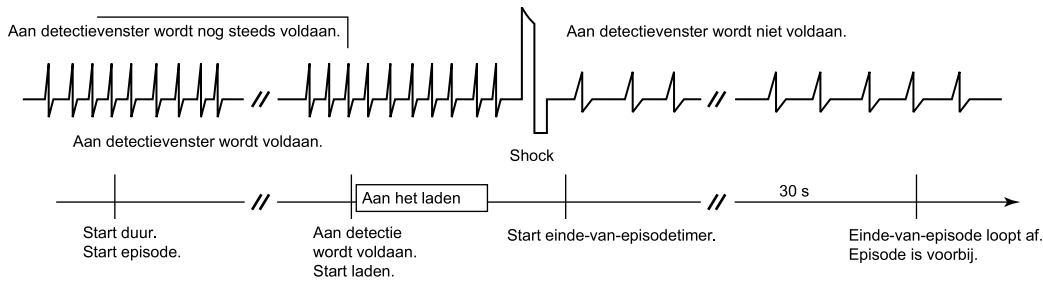 Aan detectievenster wordt nog steeds voldaan.
Aan detectievenster wordt niet voldaan.
Aan detectievenster wordt voldaan.
Shock
Aan het laden
30 s
Start duur.
Start episode.
Aan detectie
wordt voldaan.
Start laden.
Start einde-van-episodetimer.
Einde-van-episode loopt af.
Episode is voorbij.